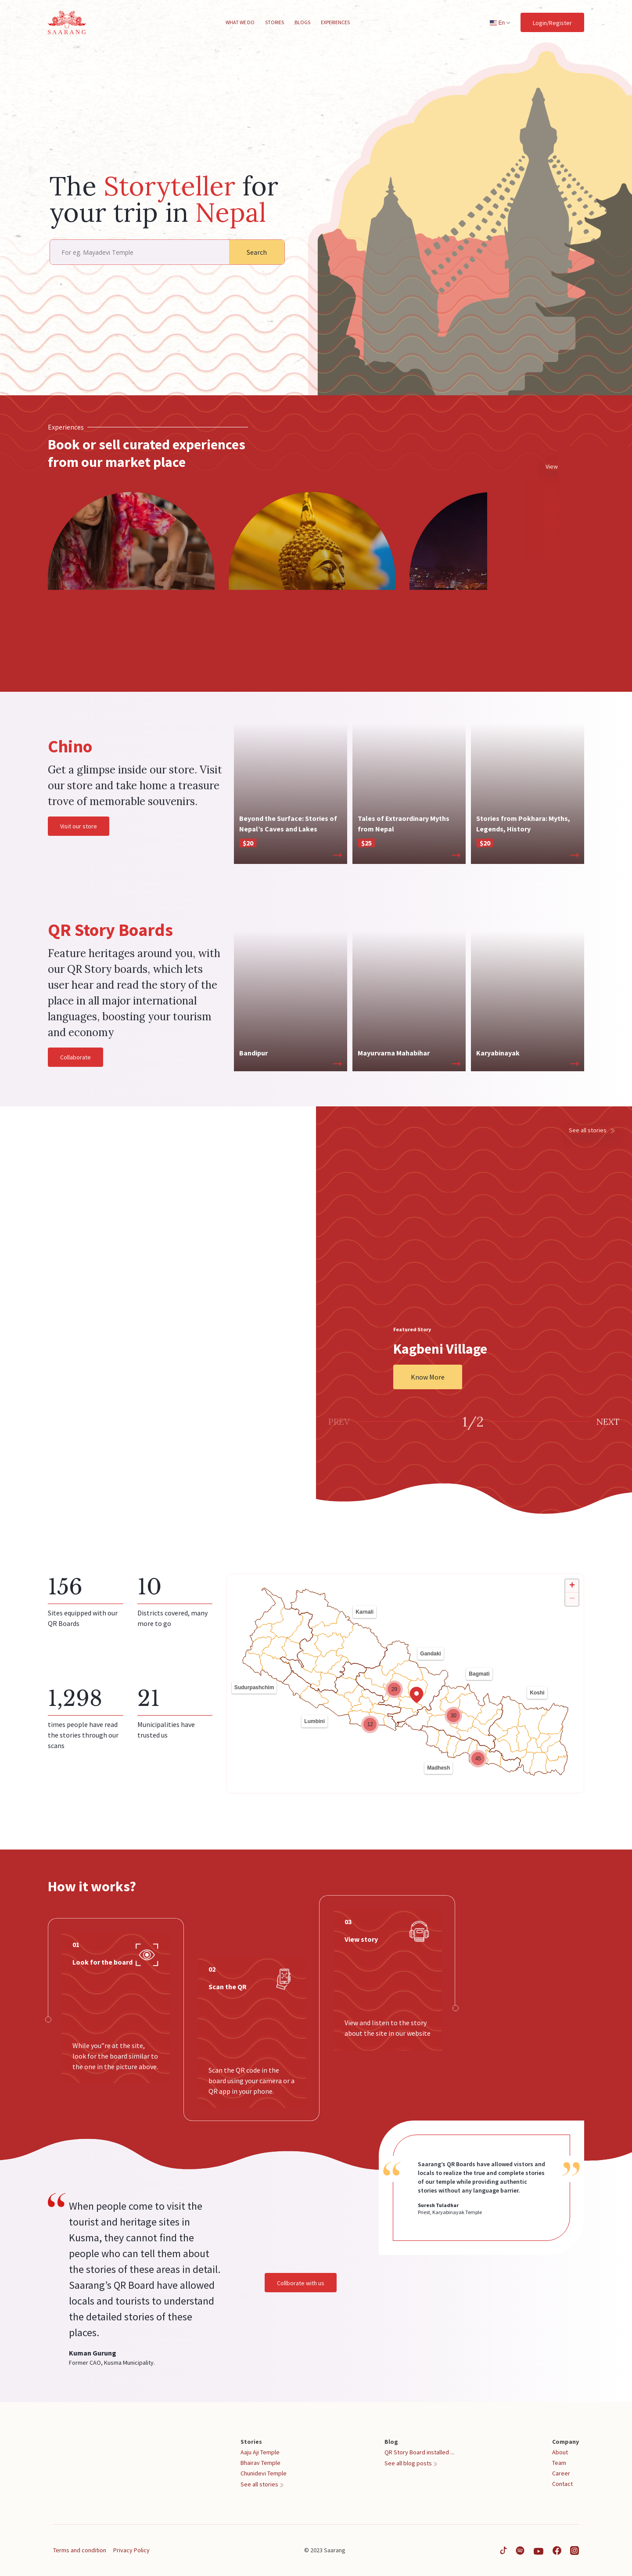 SAARANG
WHAT WE DO STORIES BLOGS EXPERIENCES
En
Login/Register
The Storyteller for
your trip in Nepal
For eg. Mayadevi Temple
Search
Experiences
Book or sell curated experiences
from our market place
View
Chino
Get a glimpse inside our store. Visit
our store and take home a treasure
trove of memorable souvenirs.
Visit our store
Beyond the Surface: Stories of
Nepal's Caves and Lakes
$20
Tales of Extraordinary Myths
from Nepal
$25
Stories from Pokhara: Myths,
Legends, History
$20
QR Story Boards
Feature heritages around you, with
our QR Story boards, which lets
user hear and read the story of the
place in all major international
languages, boosting your tourism
and economy
Collaborate
Bandipur
Mayurvarna Mahabihar
Karyabinayak
See all stories
Featured Story
Kagbeni Village
Know More
PREV
1/2
NEXT
156
Sites equipped with our
QR Boards
10
Districts covered, many
more to go
1,298
times people have read
the stories through our
scans
21
Municipalities have
trusted us
+
−
Karnali
Gandaki
Bagmati
Sudurpashchim
Koshi
Lumbini
Madhesh
29
12
30
45
How it works?
01
Look for the board
While you"re at the site,
look for the board similar to
the one in the picture above.
02
Scan the QR
Scan the QR code in the
board using your camera or a
QR app in your phone.
03
View story
View and listen to the story
about the site in our website
“
When people come to visit the
tourist and heritage sites in
Kusma, they cannot find the
people who can tell them about
the stories of these areas in detail.
Saarang's QR Board have allowed
locals and tourists to understand
the detailed stories of these
places.
Kuman Gurung
Former CAO, Kusma Municipality.
Collborate with us
“
Saarang's QR Boards have allowed vistors and
locals to realize the true and complete stories
of our temple while providing authentic
stories without any language barrier.
”
Suresh Tuladhar
Priest, Karyabinayak Temple
Stories
Aaju Aji Temple
Bhairav Temple
Chunidevi Temple
See all stories
Blog
QR Story Board installed ...
See all blog posts
Company
About
Team
Career
Contact
Terms and condition Privacy Policy
© 2023 Saarang